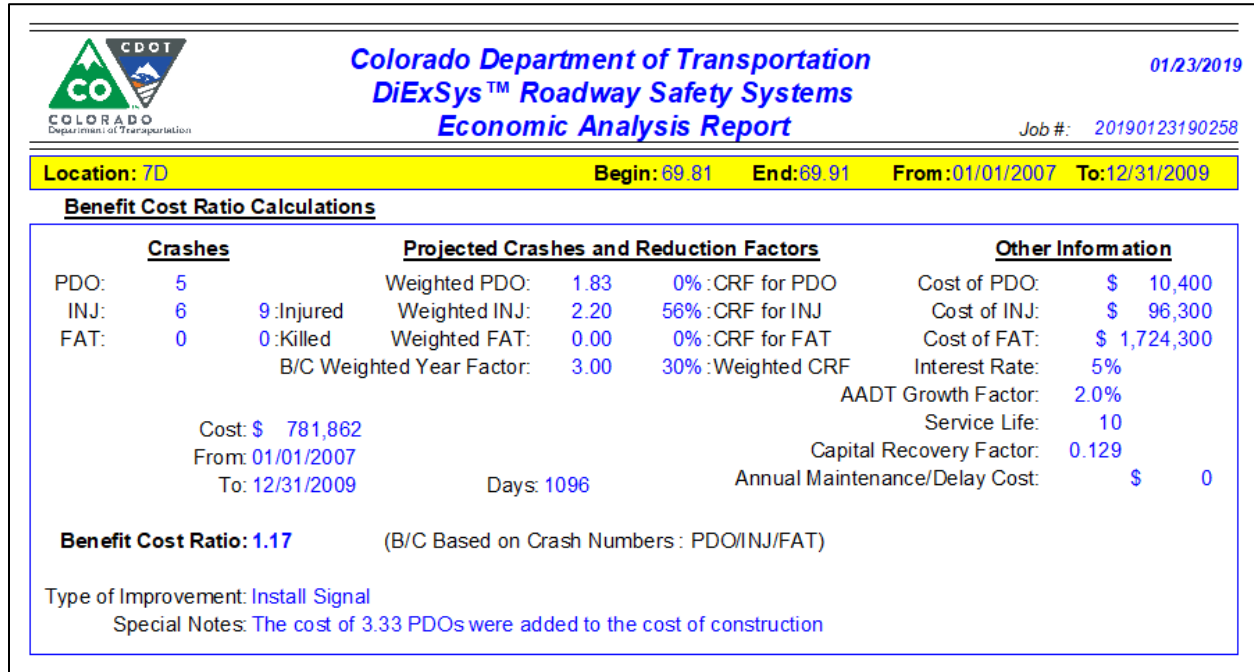 CDOT
CO
COLORADO
Department of Transportation
Colorado Department of Transportation
DiExSys™ Roadway Safety Systems
Economic Analysis Report
01/23/2019
Job #: 20190123190258
Location: 7D Begin: 69.81 End:69.91 From:01/01/2007 To:12/31/2009
Benefit Cost Ratio Calculations
Crashes Projected Crashes and Reduction Factors Other Information
PDO: 5 Weighted PDO: 1.83 0% :CRF for PDO Cost of PDO: $ 10,400
INJ: 6 9 :Injured Weighted INJ: 2.20 56% :CRF for INJ Cost of INJ: $ 96,300
FAT: 0 0 :Killed Weighted FAT: 0.00 0% :CRF for FAT Cost of FAT: $ 1,724,300
B/C Weighted Year Factor: 3.00 30% :Weighted CRF Interest Rate: 5%
AADT Growth Factor: 2.0%
Cost: $ 781,862 Service Life: 10
From: 01/01/2007 Capital Recovery Factor: 0.129
To: 12/31/2009 Days: 1096 Annual Maintenance/Delay Cost: $ 0
Benefit Cost Ratio: 1.17 (B/C Based on Crash Numbers : PDO/INJ/FAT)
Type of Improvement: Install Signal
Special Notes: The cost of 3.33 PDOs were added to the cost of construction